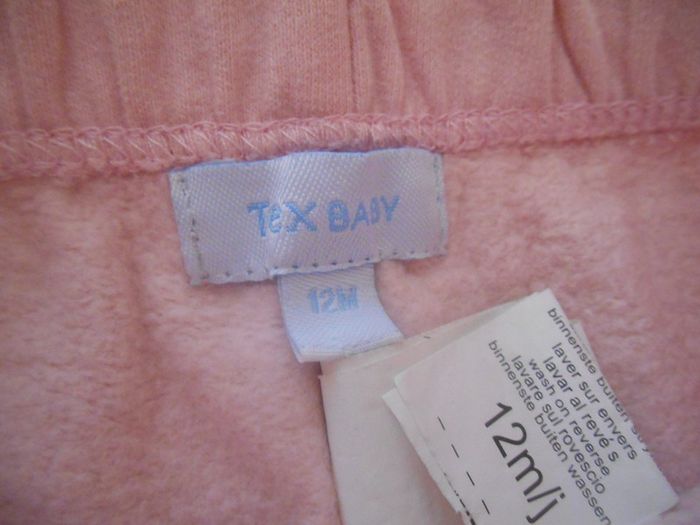 Tex BABY
12M
binnenste buiten
laver sur envers
lavar al revé s
wash on reverse
lavare sul rovescio
binnenste buiten wassen
12m/